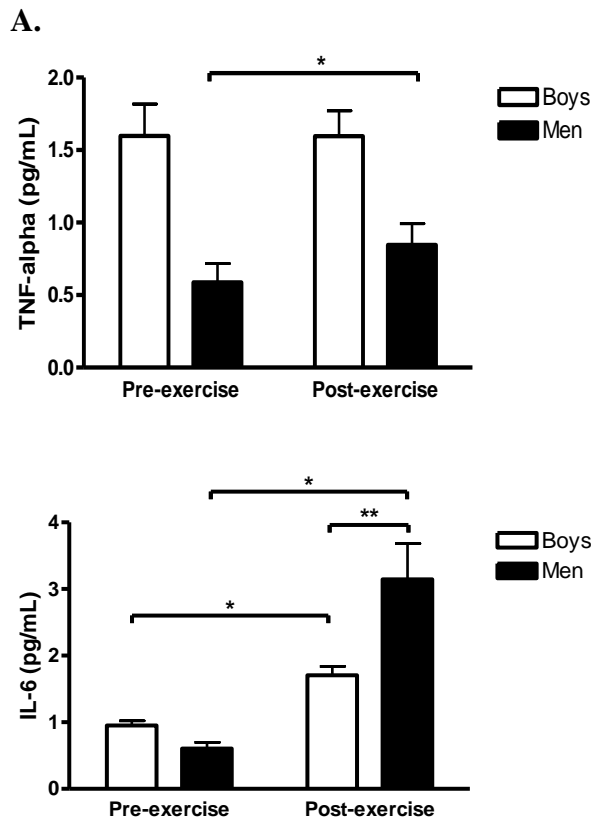 A.
*
2.0
Boys
Men
1.5
1.0
0.5
0.0
TNF-alpha (pg/mL)
Pre-exercise Post-exercise
*
**
*
4
Boys
Men
3
2
1
0
IL-6 (pg/mL)
Pre-exercise Post-exercise